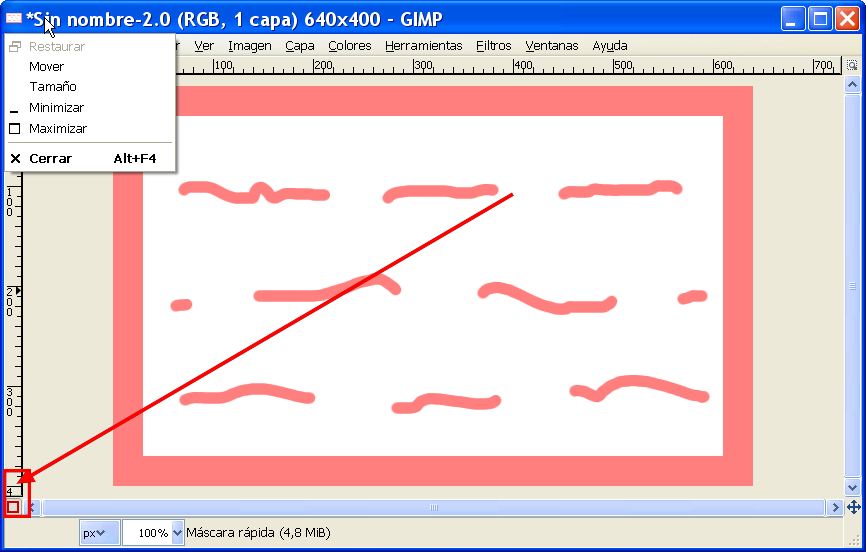 *Sin nombre-2.0 (RGB, 1 capa) 640x400 - GIMP
r Ver Imagen Capa Colores Herramientas Filtros Ventanas Ayuda
Restaurar
Mover
Tamaño
Minimizar
Maximizar
Cerrar Alt+F4
100 200 300 400 500 600 700
100
200
300
4
px 100% Máscara rápida (4,8 MiB)